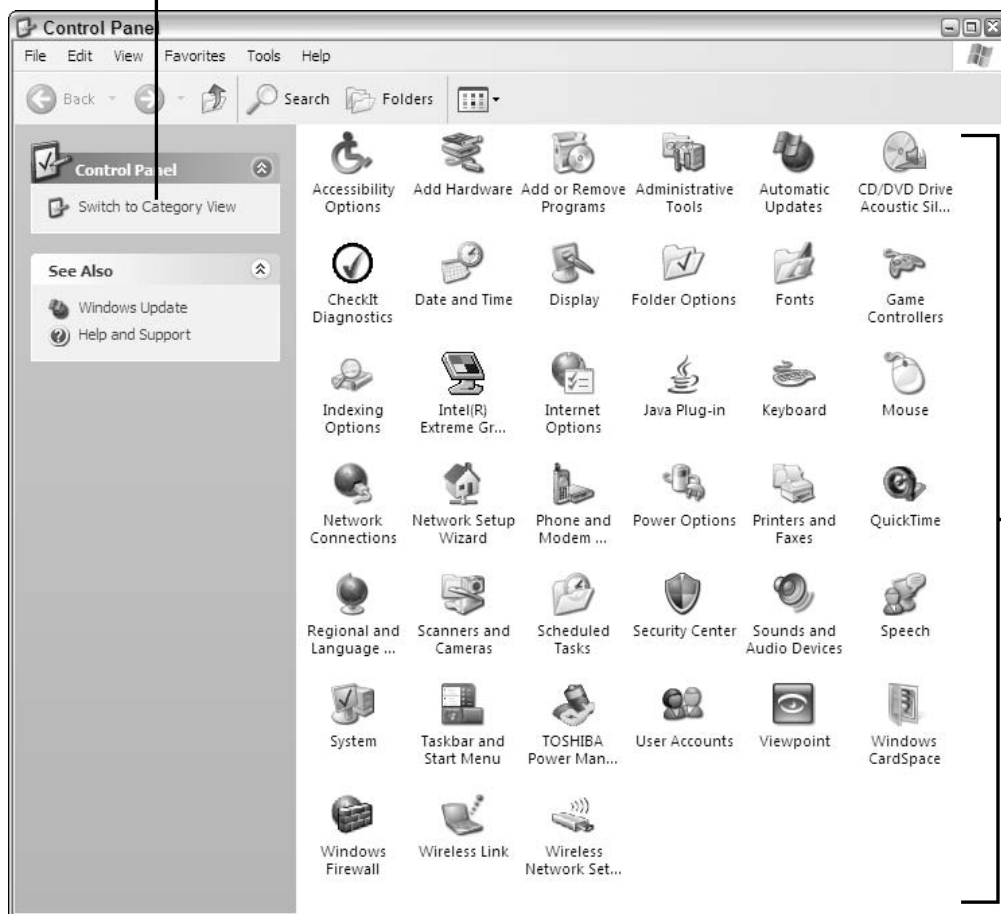 Control Panel
File Edit View Favorites Tools Help
Back Search Folders
Control Panel
Switch to Category View
See Also
Windows Update
Help and Support
Accessibility Options
Add Hardware
Add or Remove Programs
Administrative Tools
Automatic Updates
CD/DVD Drive Acoustic Sil...
CheckIt Diagnostics
Date and Time
Display
Folder Options
Fonts
Game Controllers
Indexing Options
Intel(R) Extreme Gr...
Internet Options
Java Plug-in
Keyboard
Mouse
Network Connections
Network Setup Wizard
Phone and Modem ...
Power Options
Printers and Faxes
QuickTime
Regional and Language ...
Scanners and Cameras
Scheduled Tasks
Security Center
Sounds and Audio Devices
Speech
System
Taskbar and Start Menu
TOSHIBA Power Man...
User Accounts
Viewpoint
Windows CardSpace
Windows Firewall
Wireless Link
Wireless Network Set...